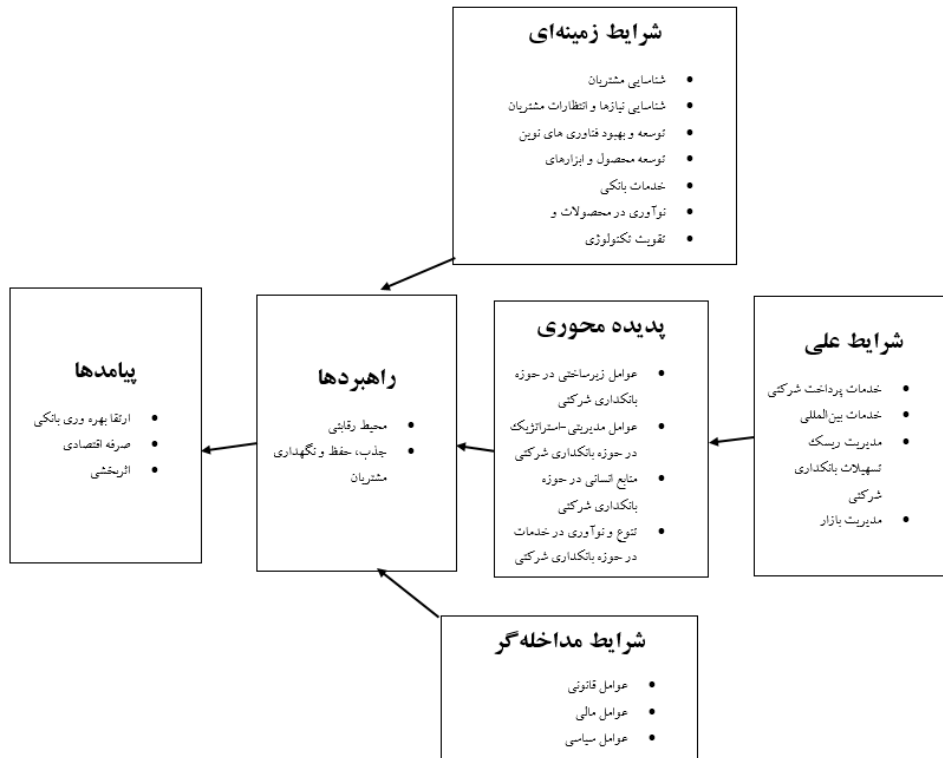 شرایط زمینه‌ای
شناسایی مشتریان
شناسایی نیازها و انتظارات مشتریان
توسعه و بهبود فناوری های نوین
توسعه محصول و ابزارهای
خدمات بانکی
نوآوری در محصولات و
تقویت تکنولوژی
شرایط علی
خدمات پرداخت شرکتی
خدمات بین‌المللی
مدیریت ریسک
تسهیلات بانکداری
شرکتی
مدیریت بازار
پدیده محوری
عوامل زیرساختی در حوزه
بانکداری شرکتی
عوامل مدیریتی-استراتژیک
در حوزه بانکداری شرکتی
منابع انسانی در حوزه
بانکداری شرکتی
تنوع و نوآوری در خدمات
در حوزه بانکداری شرکتی
راهبردها
محیط رقابتی
جذب، حفظ و نگهداری
مشتریان
پیامدها
ارتقا بهره وری بانکی
صرفه اقتصادی
اثربخشی
شرایط مداخله‌گر
عوامل قانونی
عوامل مالی
عوامل سیاسی